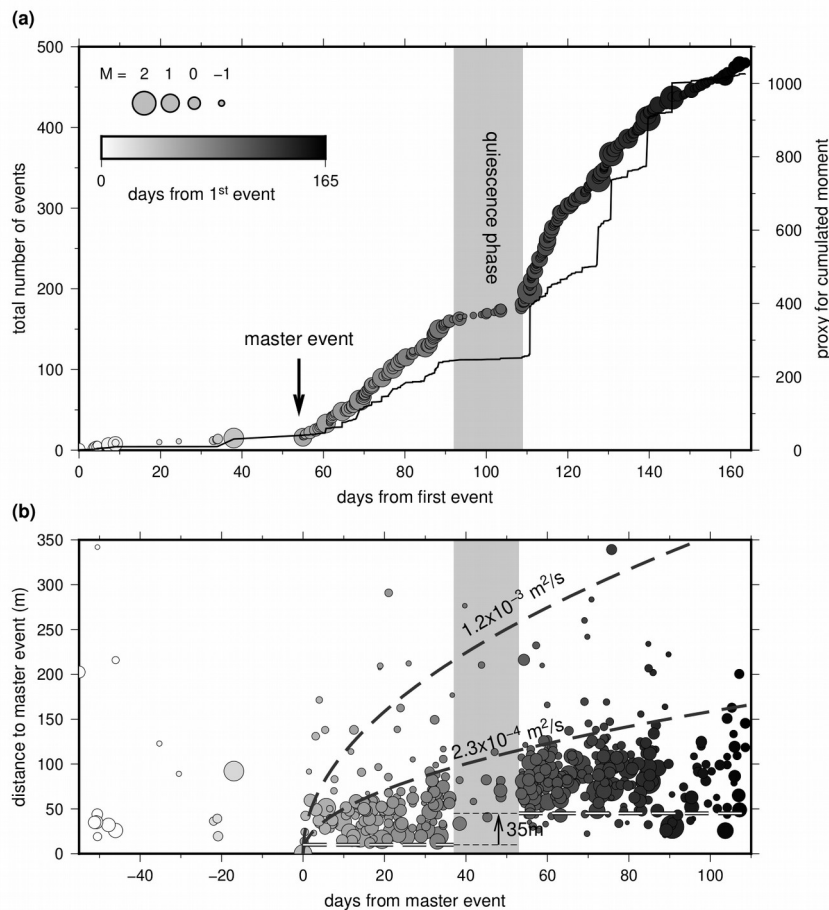 (a)
500
400
300
200
100
0
total number of events
M = 2 1 0 −1
0 165
days from 1st event
quiescence phase
master event
1000
800
600
400
200
0
proxy for cumulated moment
0 20 40 60 80 100 120 140 160
days from first event
(b)
350
300
250
200
150
100
50
0
distance to master event (m)
1.2x10−3 m2/s
2.3x10−4 m2/s
35m
−40 −20 0 20 40 60 80 100
days from master event